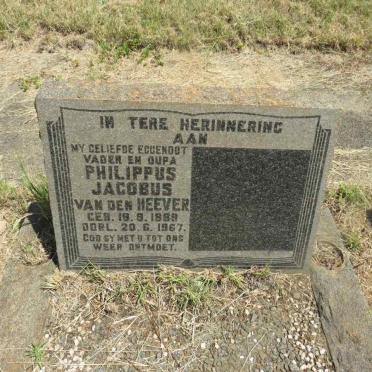 IN TERE HERINNERING
AAN
MY GELIEFDE EGGENOOT
VADER EN OUPA
PHILIPPUS
JACOBUS
VAN DEN HEEVER
GEB. 19. 9. 1889
OORL. 20. 6. 1967.
GOD SY MET U TOT ONS
WEER ONTMOET.